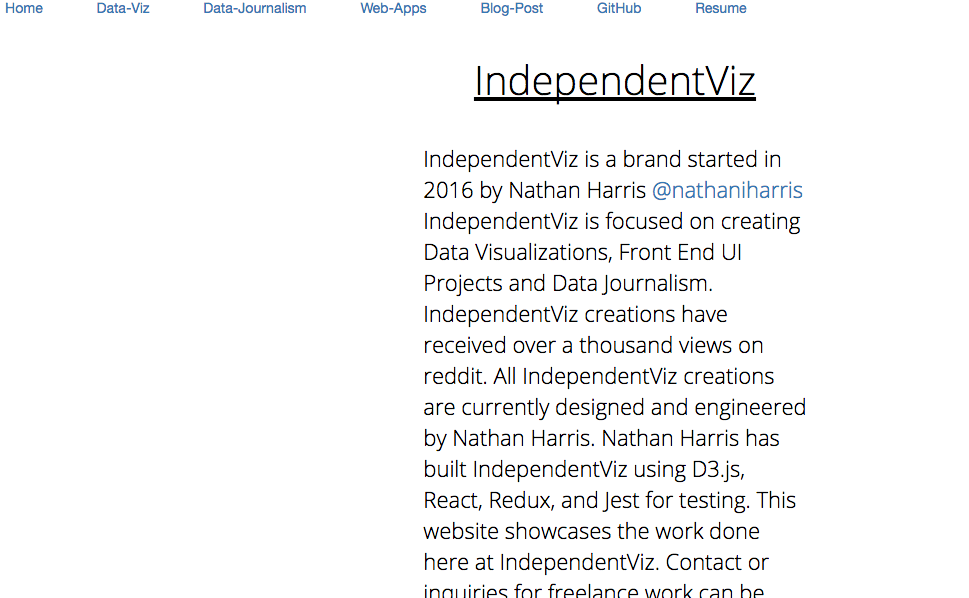 Home Data-Viz Data-Journalism Web-Apps Blog-Post GitHub Resume
IndependentViz
IndependentViz is a brand started in
2016 by Nathan Harris @nathaniharris
IndependentViz is focused on creating
Data Visualizations, Front End UI
Projects and Data Journalism.
IndependentViz creations have
received over a thousand views on
reddit. All IndependentViz creations
are currently designed and engineered
by Nathan Harris. Nathan Harris has
built IndependentViz using D3.js,
React, Redux, and Jest for testing. This
website showcases the work done
here at IndependentViz. Contact or
inquiries for freelance work can be